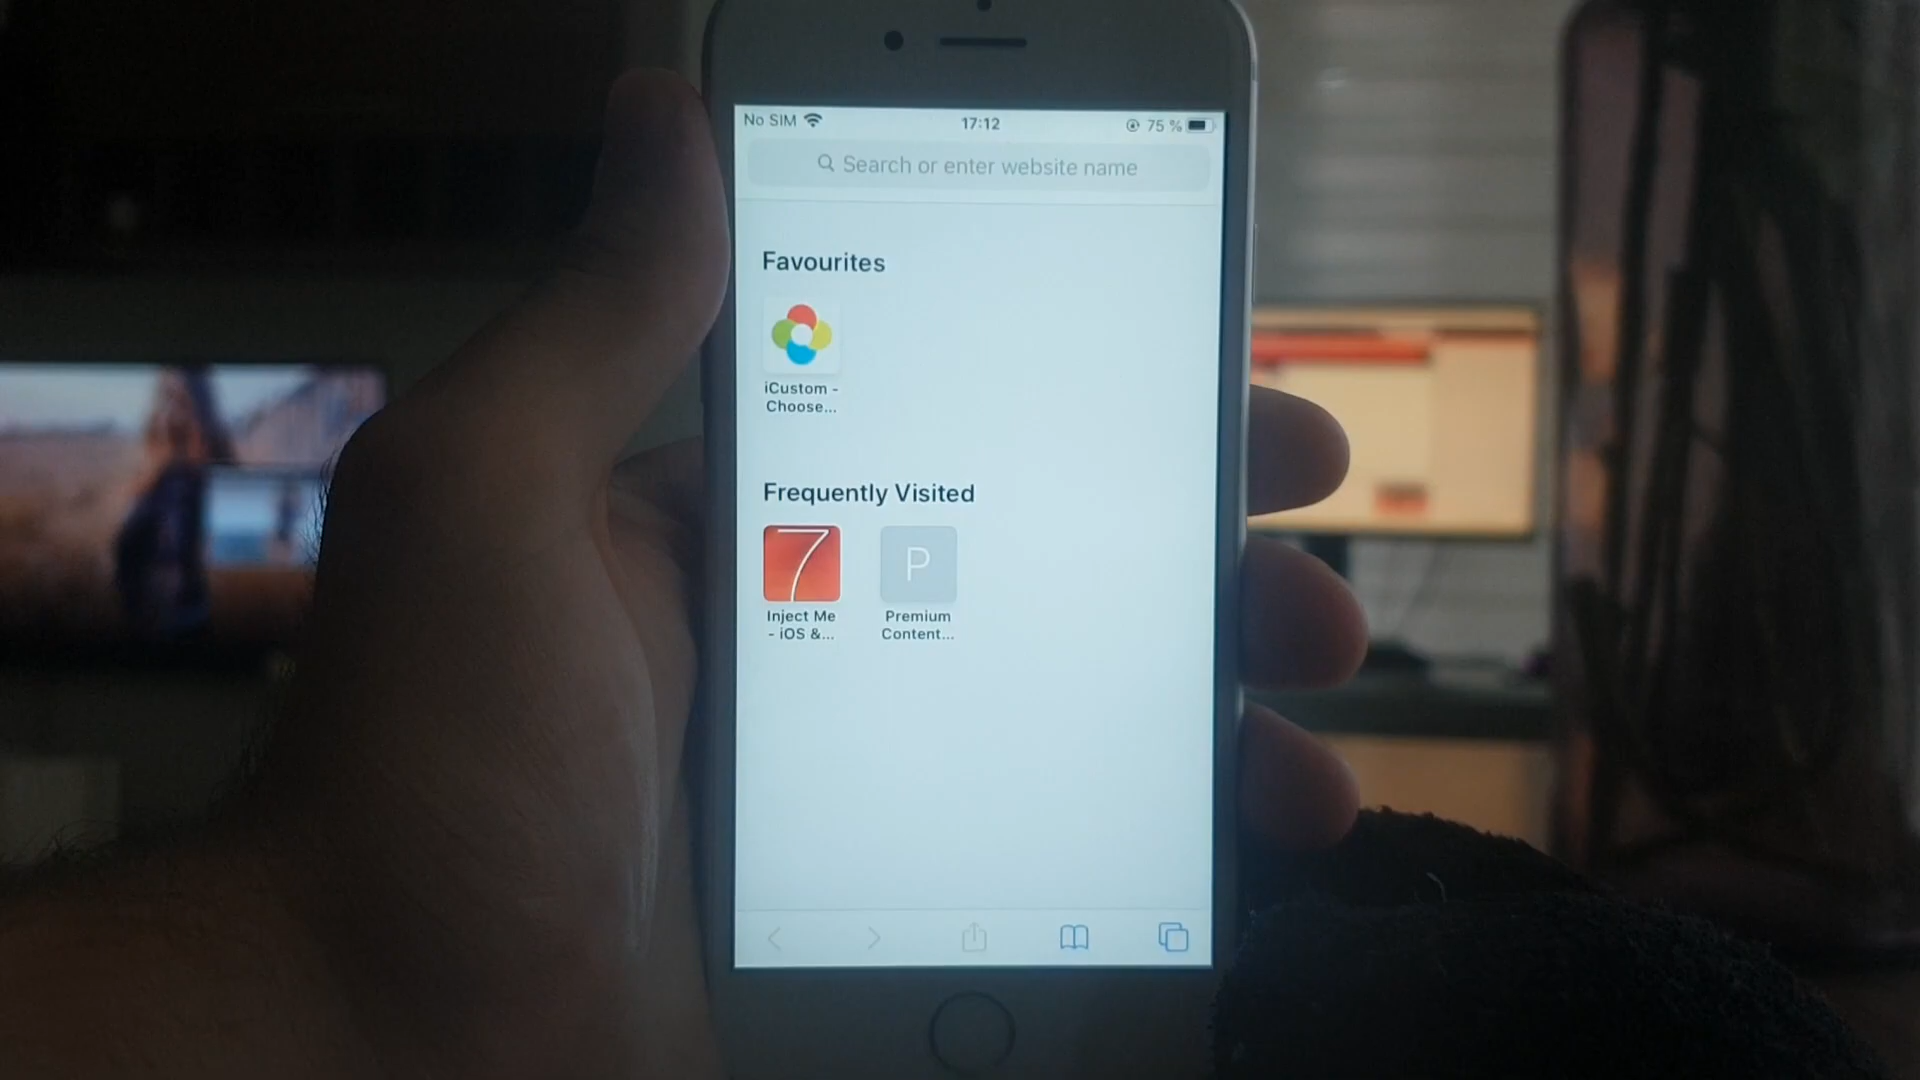 No SIM 17:12 75 %
Search or enter website name
Favourites
iCustom -
Choose...
Frequently Visited
7 P
Inject Me Premium
- iOS &... Content...